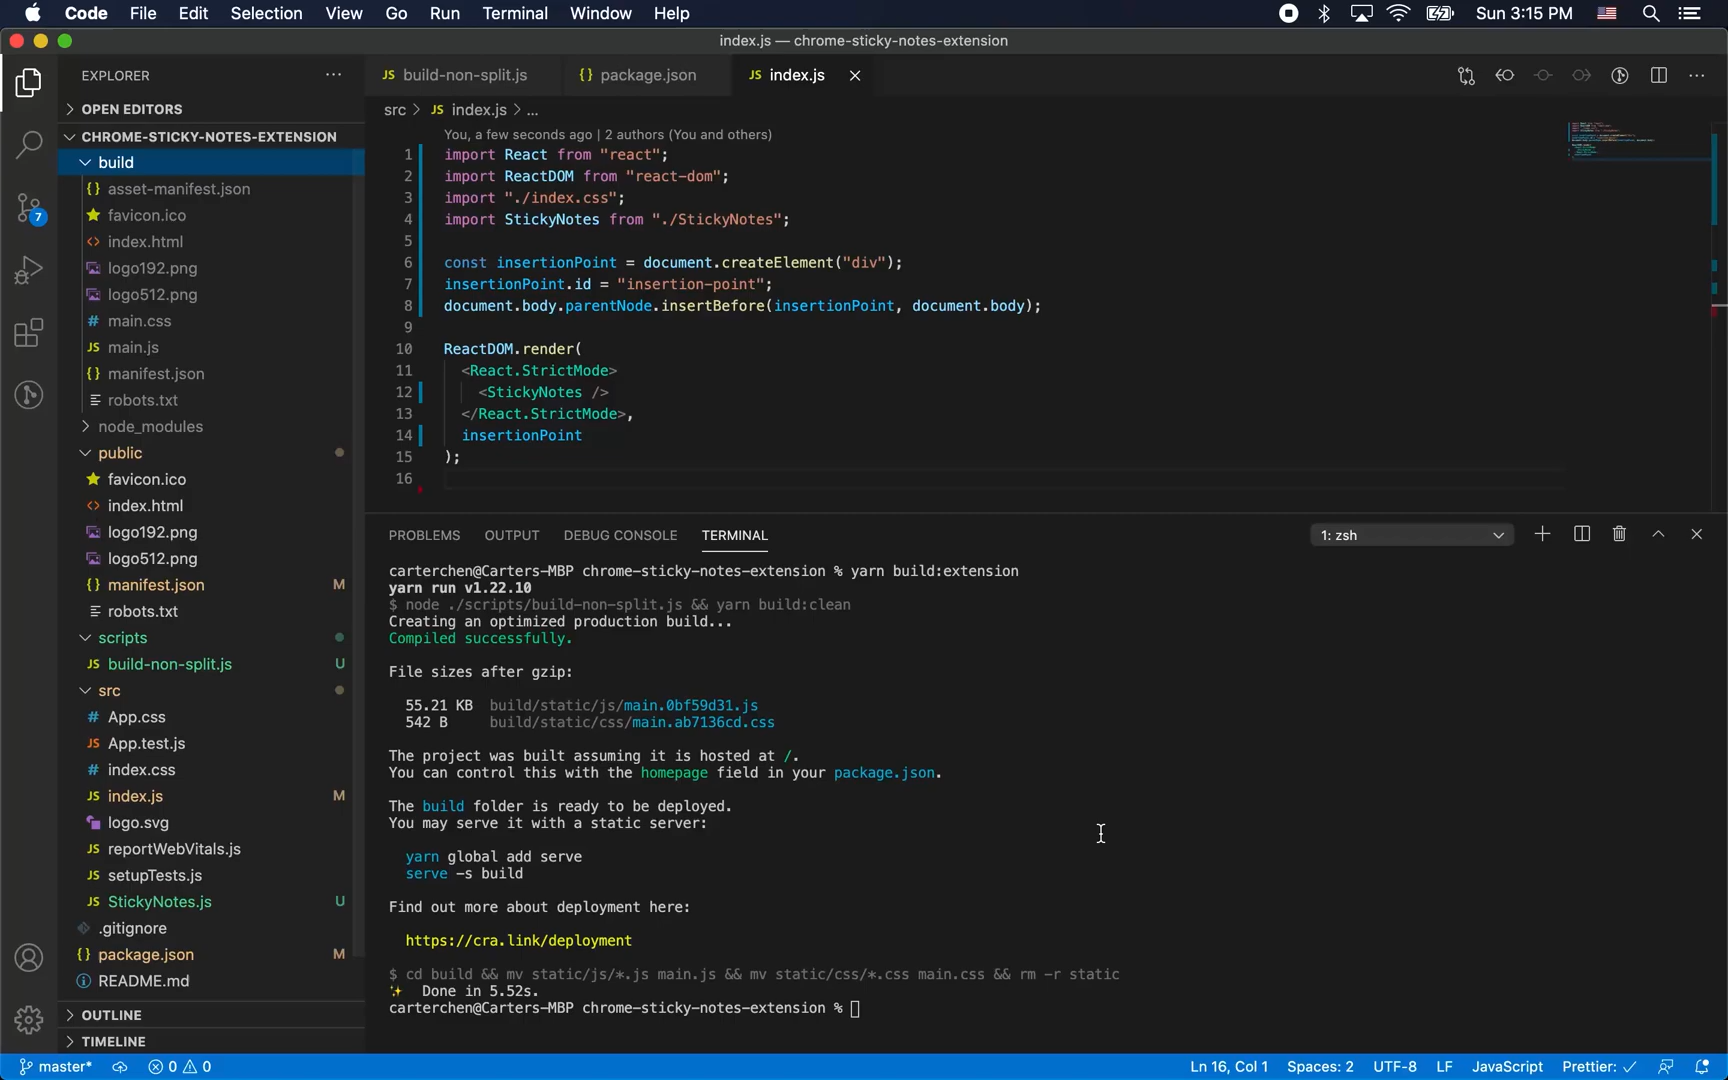 Code File Edit Selection View Go Run Terminal Window Help
Sun 3:15 PM
index.js — chrome-sticky-notes-extension
EXPLORER
OPEN EDITORS
CHROME-STICKY-NOTES-EXTENSION
build
{} asset-manifest.json
favicon.ico
<> index.html
logo192.png
logo512.png
# main.css
JS main.js
{} manifest.json
robots.txt
node_modules
public
favicon.ico
<> index.html
logo192.png
logo512.png
{} manifest.json M
robots.txt
scripts
JS build-non-split.js U
src
# App.css
JS App.test.js
# index.css
JS index.js M
logo.svg
JS reportWebVitals.js
JS setupTests.js
JS StickyNotes.js U
.gitignore
{} package.json M
README.md
OUTLINE
TIMELINE
7
JS build-non-split.js {} package.json JS index.js
src > JS index.js > ...
You, a few seconds ago | 2 authors (You and others)
1 import React from "react";
2 import ReactDOM from "react-dom";
3 import "./index.css";
4 import StickyNotes from "./StickyNotes";
5
6 const insertionPoint = document.createElement("div");
7 insertionPoint.id = "insertion-point";
8 document.body.parentNode.insertBefore(insertionPoint, document.body);
9
10 ReactDOM.render(
11 <React.StrictMode>
12 <StickyNotes />
13 </React.StrictMode>,
14 insertionPoint
15 );
16
PROBLEMS OUTPUT DEBUG CONSOLE TERMINAL
1: zsh
carterchen@Carters-MBP chrome-sticky-notes-extension % yarn build:extension
yarn run v1.22.10
$ node ./scripts/build-non-split.js && yarn build:clean
Creating an optimized production build...
Compiled successfully.
File sizes after gzip:
55.21 KB build/static/js/main.0bf59d31.js
542 B build/static/css/main.ab7136cd.css
The project was built assuming it is hosted at /.
You can control this with the homepage field in your package.json.
The build folder is ready to be deployed.
You may serve it with a static server:
yarn global add serve
serve -s build
Find out more about deployment here:
https://cra.link/deployment
$ cd build && mv static/js/*.js main.js && mv static/css/*.css main.css && rm -r static
✨ Done in 5.52s.
carterchen@Carters-MBP chrome-sticky-notes-extension %
master* 0 0
Ln 16, Col 1 Spaces: 2 UTF-8 LF JavaScript Prettier: ✓